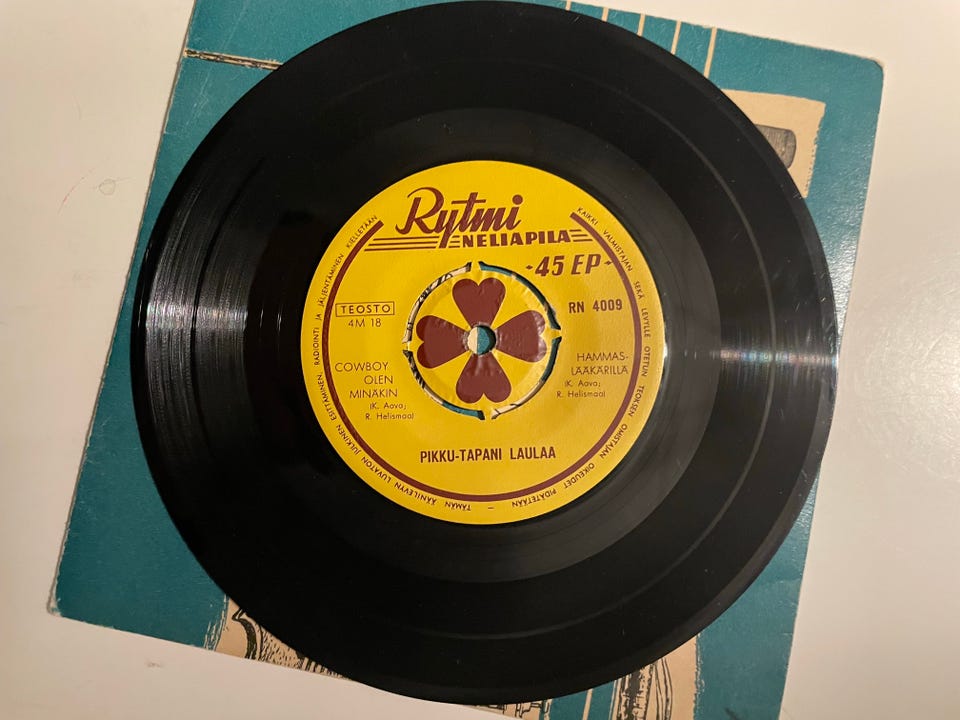 Rytmi
NELIAPILA
45 EP
RN 4009
TEOSTO
4M 18
COWBOY
OLEN
MINÄKIN
(K. Aava;
R. Helismaa)
HAMMAS-
LÄÄKÄRILLÄ
(K. Aava;
R. Helismaa)
PIKKU-TAPANI LAULAA
KAIKKI VALMISTAJAN SEKÄ LEVYLLE OTETUN TEOKSEN OMISTAJAN OIKEUDET PIDÄTETÄÄN – TÄMÄN ÄÄNILEVYN LUVATON JULKINEN ESITTÄMINEN RADIOINTI JA JÄLJENTÄMINEN KIELLETÄÄN